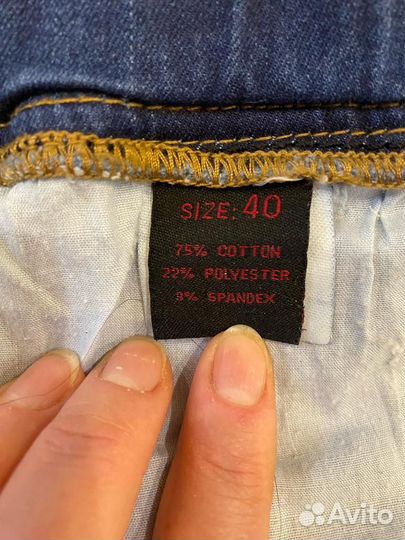 SIZE: 40
75% COTTON
22% POLYESTER
3% SPANDEX
Avito